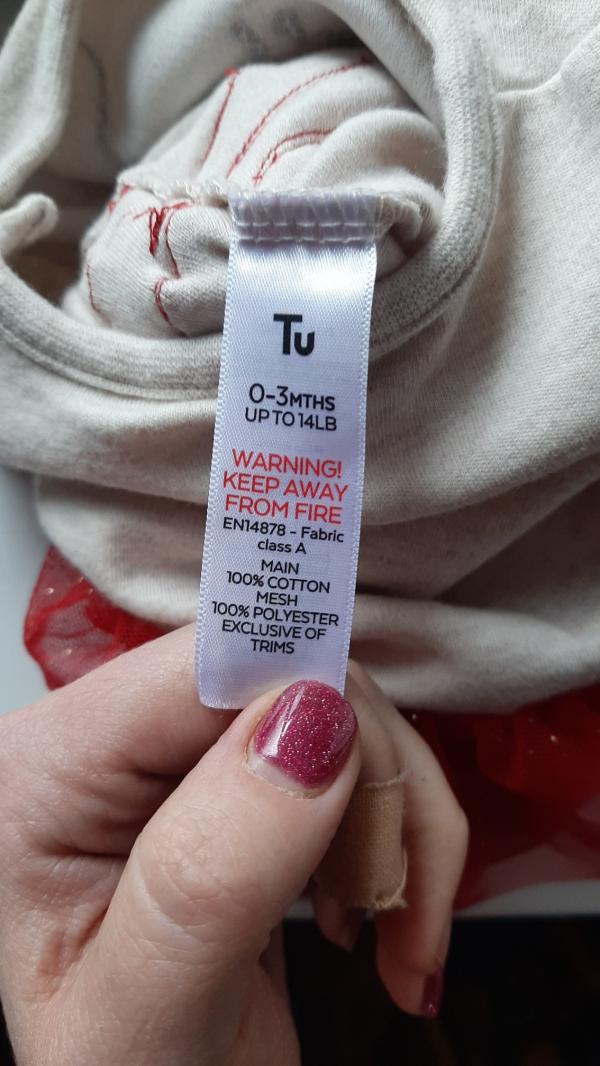 Tu
0-3MTHS
UP TO 14LB
WARNING!
KEEP AWAY
FROM FIRE
EN14878 - Fabric
class A
MAIN
100% COTTON
MESH
100% POLYESTER
EXCLUSIVE OF
TRIMS